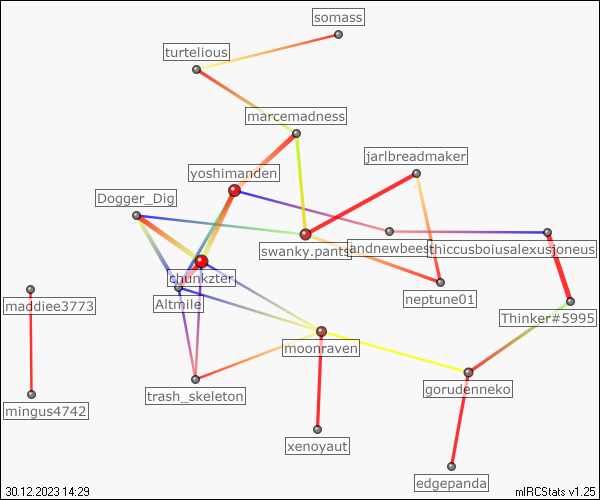 somass
turtelious
marcemadness
jarlbreadmaker
yoshimanden
Dogger_Dig
swanky.pants
andnewbeest
thiccusboiusalexusjoneus
chunkzter
Altmile
neptune01
maddiee3773
Thinker#5995
moonraven
trash_skeleton
gorudenneko
mingus4742
xenoyaut
edgepanda
30.12.2023 14:29
mIRCStats v1.25